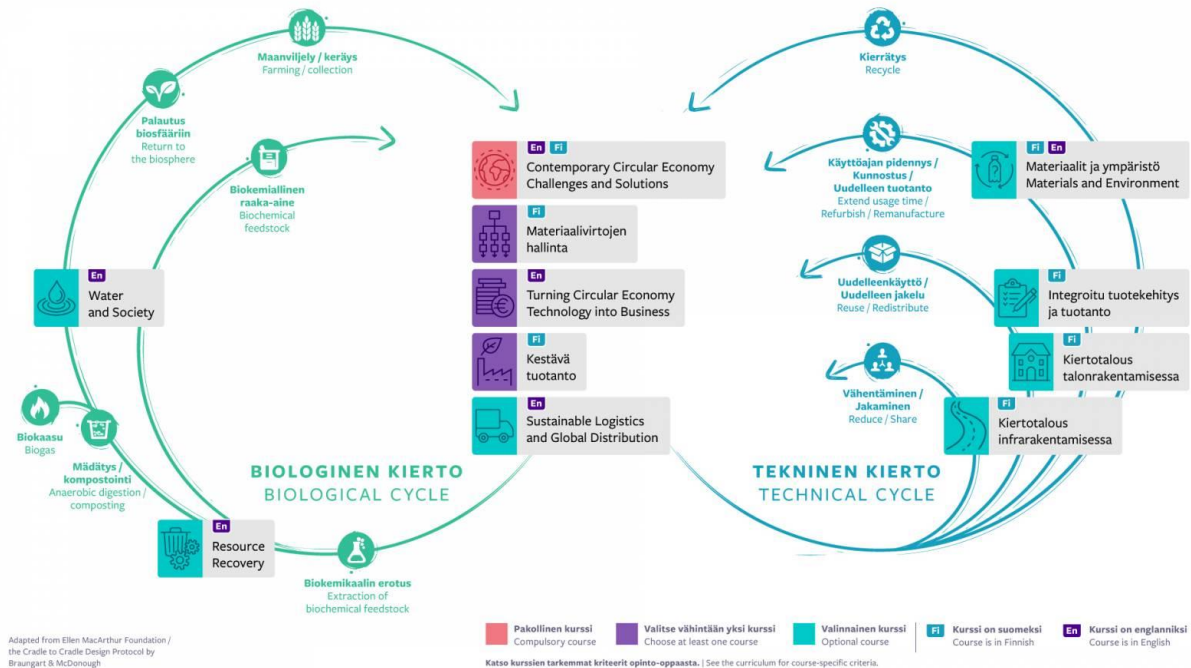 Maanviljely / keräys
Farming / collection
Palautus
biosfääriin
Return to
the biosphere
Biokemiallinen
raaka-aine
Biochemical
feedstock
En
Water
and Society
Biokaasu
Biogas
Mädätys /
kompostointi
Anaerobic digestion /
composting
En
Resource
Recovery
Biokemikaalin erotus
Extraction of
biochemical feedstock
BIOLOGINEN KIERTO
BIOLOGICAL CYCLE
En Fi
Contemporary Circular Economy
Challenges and Solutions
Fi
Materiaalivirtojen
hallinta
En
Turning Circular Economy
Technology into Business
Fi
Kestävä
tuotanto
En
Sustainable Logistics
and Global Distribution
Kierrätys
Recycle
Käyttöajan pidennys /
Kunnostus /
Uudelleen tuotanto
Extend usage time /
Refurbish / Remanufacture
Fi En
Materiaalit ja ympäristö
Materials and Environment
Uudelleenkäyttö /
Uudelleen jakelu
Reuse / Redistribute
Fi
Integroitu tuotekehitys
ja tuotanto
Fi
Kiertotalous
talonrakentamisessa
Vähentäminen /
Jakaminen
Reduce / Share
Fi
Kiertotalous
infrarakentamisessa
TEKNINEN KIERTO
TECHNICAL CYCLE
Adapted from Ellen MacArthur Foundation /
the Cradle to Cradle Design Protocol by
Braungart & McDonough
Pakollinen kurssi
Compulsory course
Valitse vähintään yksi kurssi
Choose at least one course
Valinnainen kurssi
Optional course
Fi
Kurssi on suomeksi
Course is in Finnish
En
Kurssi on englanniksi
Course is in English
Katso kurssien tarkemmat kriteerit opinto-oppaasta. | See the curriculum for course-specific criteria.